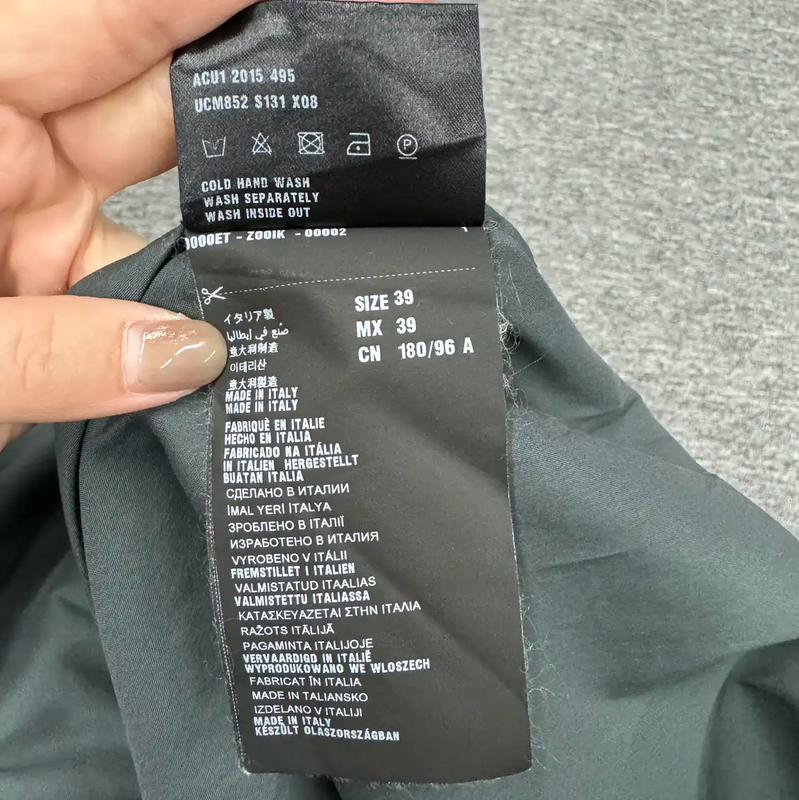 ACU1 2015 495
UCM852 S131 X08
P
COLD HAND WASH
WASH SEPARATELY
WASH INSIDE OUT
0000ET - Z00IK - 00002
SIZE 39
MX 39
CN 180/96 A
イタリア製
صُنع في إيطاليا
意大利制造
이태리산
意大利製造
MADE IN ITALY
MADE IN ITALY
FABRIQUÉ EN ITALIE
HECHO EN ITALIA
FABRICADO NA ITÁLIA
IN ITALIEN HERGESTELLT
BUATAN ITALIA
СДЕЛАНО В ИТАЛИИ
İMAL YERİ İTALYA
ЗРОБЛЕНО В ІТАЛІЇ
ИЗРАБОТЕНО В ИТАЛИЯ
VYROBENO V ITÁLII
FREMSTILLET I ITALIEN
VALMISTATUD ITAALIAS
VALMISTETTU ITALIASSA
ΚΑΤΑΣΚΕΥΑΖΕΤΑΙ ΣΤΗΝ ΙΤΑΛΙΑ
RAŽOTS ITĀLIJĀ
PAGAMINTA ITALIJOJE
VERVAARDIGD IN ITALIË
WYPRODUKOWANO WE WLOSZECH
FABRICAT ÎN ITALIA
MADE IN TALIANSKO
IZDELANO V ITALIJI
MADE IN ITALY
KÉSZÜLT OLASZORSZÁGBAN